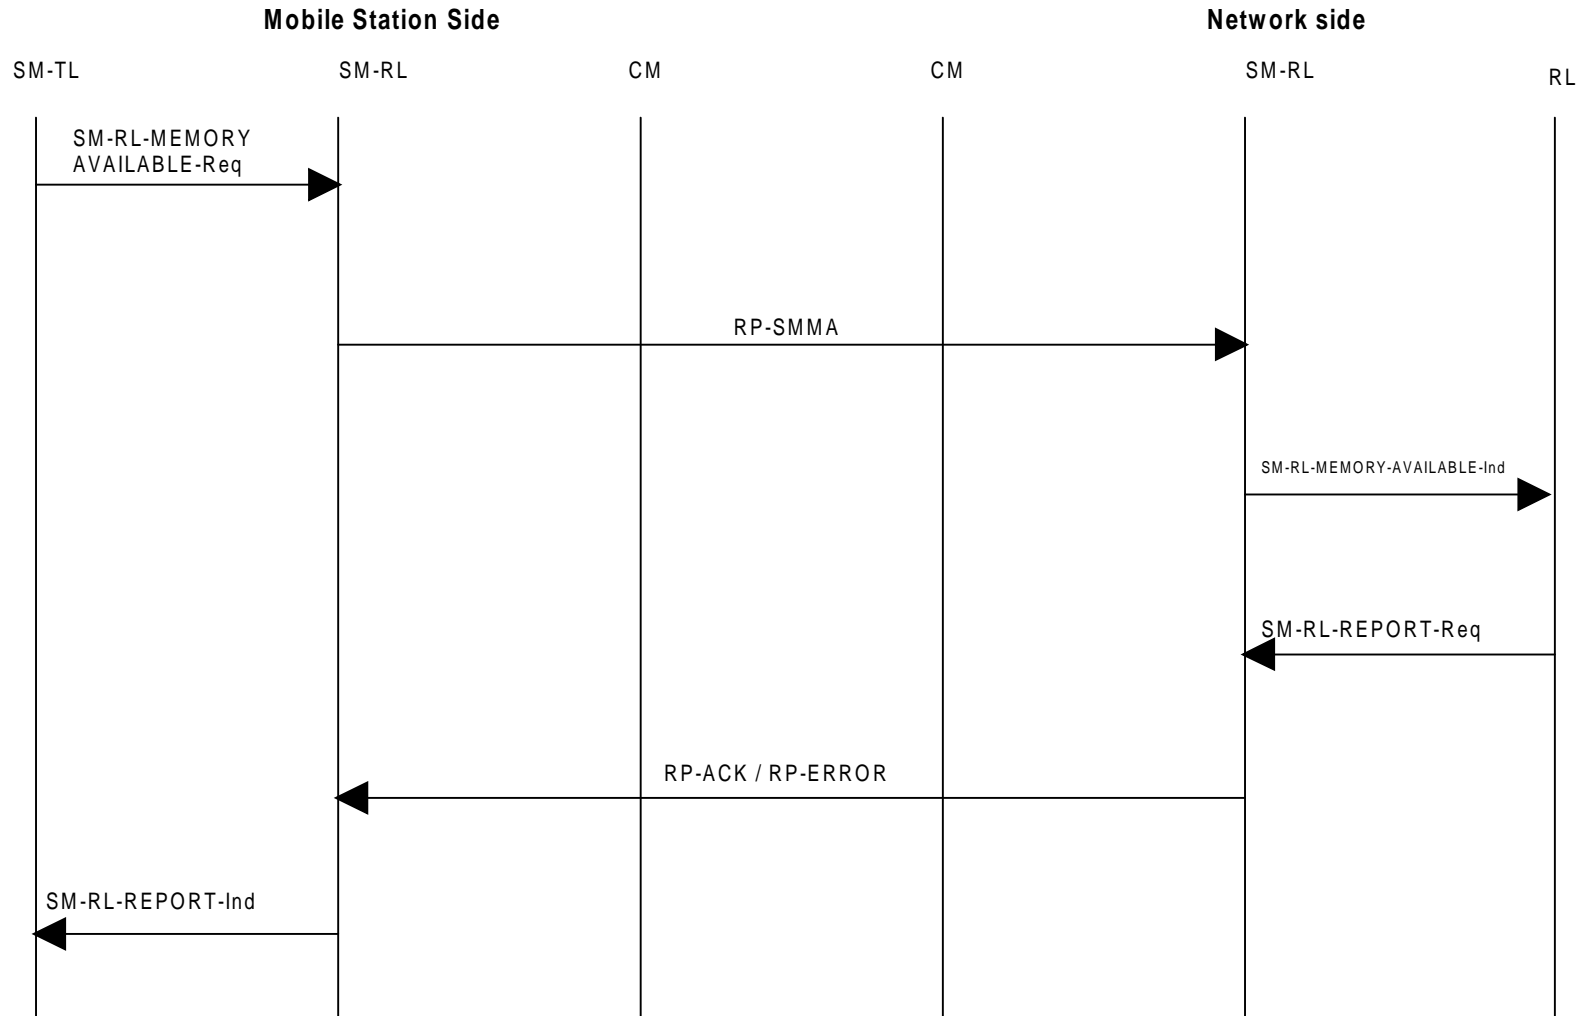 Mobile Station Side
Network side
SM-TL
SM-RL
CM
CM
SM-RL
RL
SM-RL-MEMORY
AVAILABLE-Req
RP-SMMA
SM-RL-MEMORY-AVAILABLE-Ind
SM-RL-REPORT-Req
RP-ACK / RP-ERROR
SM-RL-REPORT-Ind